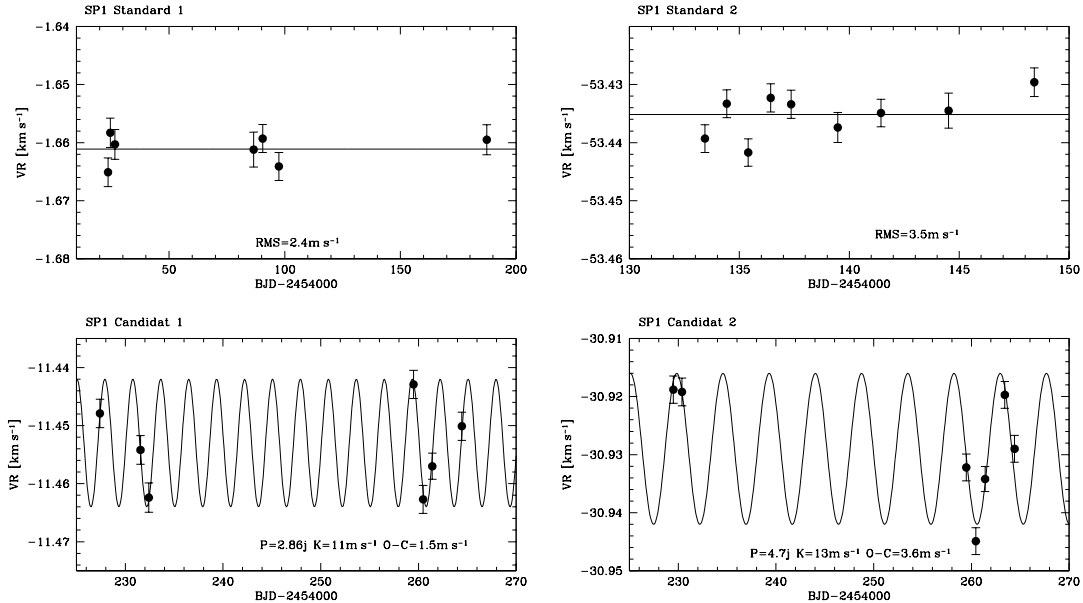 SP1 Standard 1
−1.64
−1.65
−1.66
−1.67
−1.68
VR [km s⁻¹]
RMS=2.4m s⁻¹
50
100
150
200
BJD−2454000
SP1 Standard 2
−53.43
−53.44
−53.45
−53.46
VR [km s⁻¹]
RMS=3.5m s⁻¹
130
135
140
145
150
BJD−2454000
SP1 Candidat 1
−11.44
−11.45
−11.46
−11.47
VR [km s⁻¹]
P=2.86j K=11m s⁻¹ O−C=1.5m s⁻¹
230
240
250
260
270
BJD−2454000
SP1 Candidat 2
−30.91
−30.92
−30.93
−30.94
−30.95
VR [km s⁻¹]
P=4.7j K=13m s⁻¹ O−C=3.6m s⁻¹
230
240
250
260
270
BJD−2454000